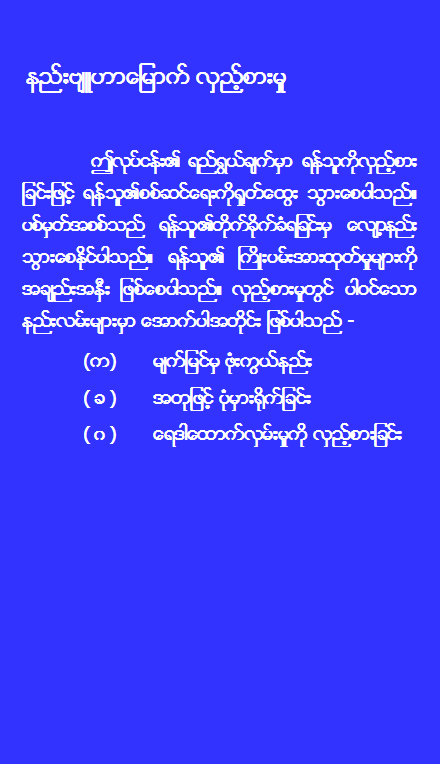 နည်းဗျူဟာမြောက် လှည့်စားမှု
ဤလုပ်ငန်း၏ ရည်ရွယ်ချက်မှာ ရန်သူကိုလှည့်စား
ခြင်းဖြင့် ရန်သူ၏စစ်ဆင်ရေးကိုရှုတ်ထွေး သွားစေပါသည်။
ပစ်မှတ်အစစ်သည် ရန်သူ၏တိုက်ခိုက်ခံရခြင်းမှ လျော့နည်း
သွားစေနိုင်ပါသည်။ ရန်သူ၏ ကြိုးပမ်းအားထုတ်မှုများကို
အချည်းအနှီး ဖြစ်စေပါသည်။ လှည့်စားမှုတွင် ပါဝင်သော
နည်းလမ်းများမှာ အောက်ပါအတိုင်း ဖြစ်ပါသည် -
(က) မျက်မြင်မှ ဖုံးကွယ်နည်း
( ခ ) အတုဖြင့် ပုံမှားရိုက်ခြင်း
( ဂ ) ရေဒါထောက်လှမ်းမှုကို လှည့်စားခြင်း